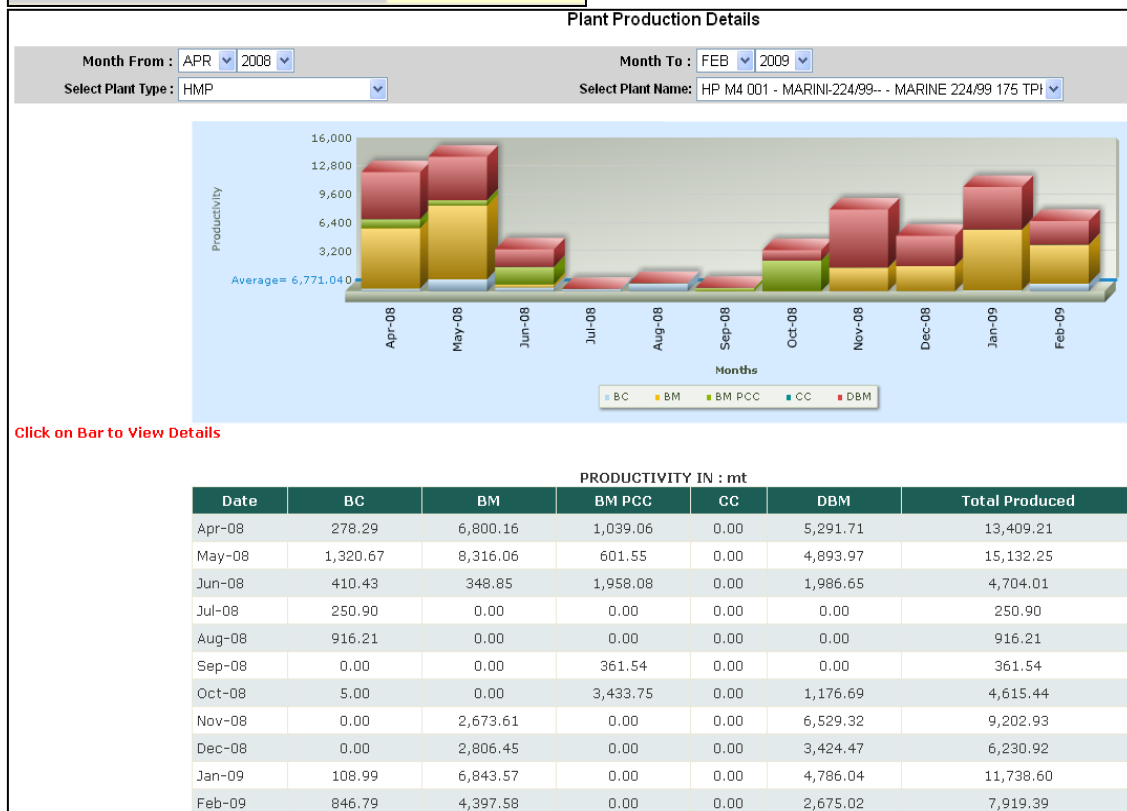 Plant Production Details
Month From : APR 2008 Month To : FEB 2009
Select Plant Type : HMP Select Plant Name: HP M4 001 - MARINI-224/99-- - MARINE 224/99 175 TPH
16,000
12,800
9,600
6,400
3,200
0
Productivity
Average= 6,771.04
Apr-08 May-08 Jun-08 Jul-08 Aug-08 Sep-08 Oct-08 Nov-08 Dec-08 Jan-09 Feb-09
Months
BC BM BM PCC CC DBM
Click on Bar to View Details
PRODUCTIVITY IN : mt
Date BC BM BM PCC CC DBM Total Produced
Apr-08 278.29 6,800.16 1,039.06 0.00 5,291.71 13,409.21
May-08 1,320.67 8,316.06 601.55 0.00 4,893.97 15,132.25
Jun-08 410.43 348.85 1,958.08 0.00 1,986.65 4,704.01
Jul-08 250.90 0.00 0.00 0.00 0.00 250.90
Aug-08 916.21 0.00 0.00 0.00 0.00 916.21
Sep-08 0.00 0.00 361.54 0.00 0.00 361.54
Oct-08 5.00 0.00 3,433.75 0.00 1,176.69 4,615.44
Nov-08 0.00 2,673.61 0.00 0.00 6,529.32 9,202.93
Dec-08 0.00 2,806.45 0.00 0.00 3,424.47 6,230.92
Jan-09 108.99 6,843.57 0.00 0.00 4,786.04 11,738.60
Feb-09 846.79 4,397.58 0.00 0.00 2,675.02 7,919.39